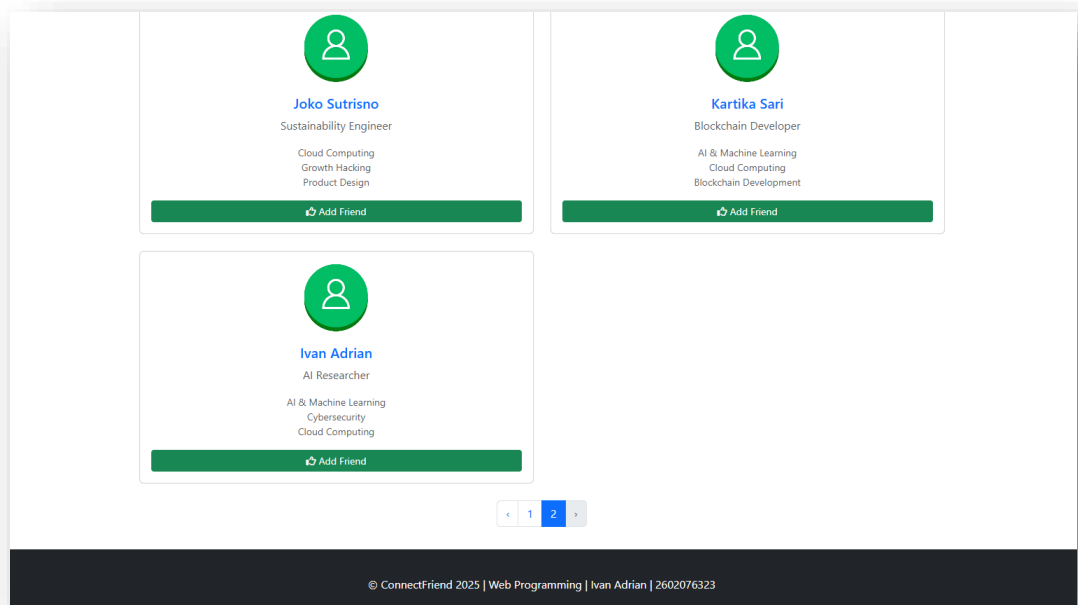 Joko Sutrisno
Sustainability Engineer
Cloud Computing
Growth Hacking
Product Design
Add Friend
Kartika Sari
Blockchain Developer
AI & Machine Learning
Cloud Computing
Blockchain Development
Add Friend
Ivan Adrian
AI Researcher
AI & Machine Learning
Cybersecurity
Cloud Computing
Add Friend
‹ 1 2 ›
© ConnectFriend 2025 | Web Programming | Ivan Adrian | 2602076323